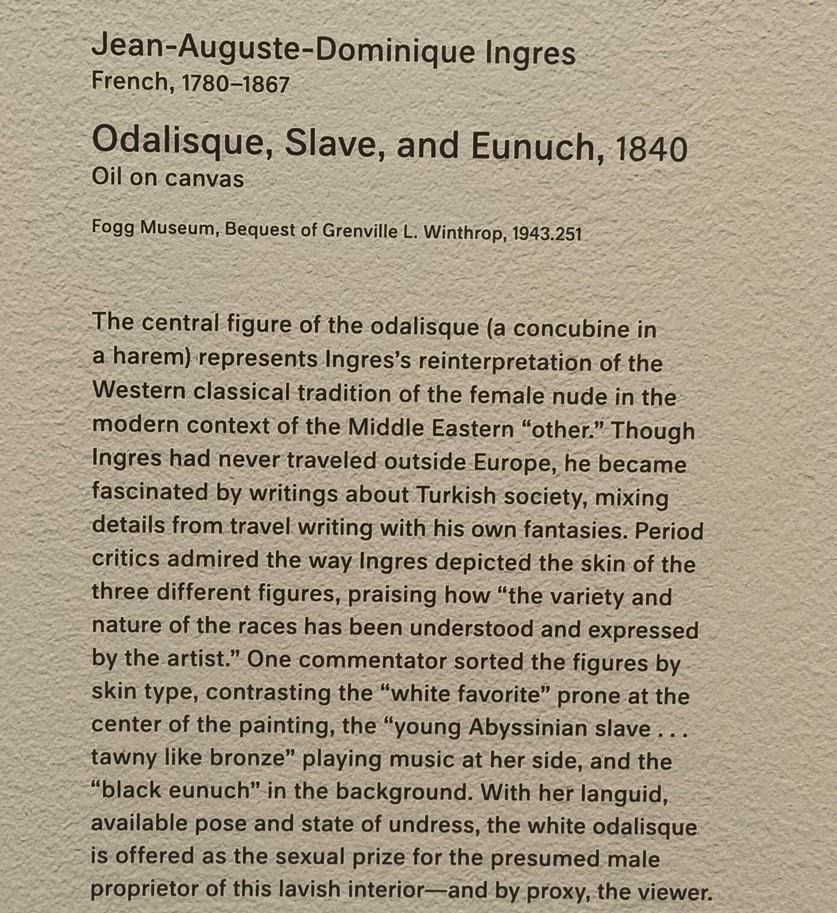 Jean-Auguste-Dominique Ingres
French, 1780–1867
Odalisque, Slave, and Eunuch, 1840
Oil on canvas
Fogg Museum, Bequest of Grenville L. Winthrop, 1943.251
The central figure of the odalisque (a concubine in
a harem) represents Ingres’s reinterpretation of the
Western classical tradition of the female nude in the
modern context of the Middle Eastern “other.” Though
Ingres had never traveled outside Europe, he became
fascinated by writings about Turkish society, mixing
details from travel writing with his own fantasies. Period
critics admired the way Ingres depicted the skin of the
three different figures, praising how “the variety and
nature of the races has been understood and expressed
by the artist.” One commentator sorted the figures by
skin type, contrasting the “white favorite” prone at the
center of the painting, the “young Abyssinian slave . . .
tawny like bronze” playing music at her side, and the
“black eunuch” in the background. With her languid,
available pose and state of undress, the white odalisque
is offered as the sexual prize for the presumed male
proprietor of this lavish interior—and by proxy, the viewer.